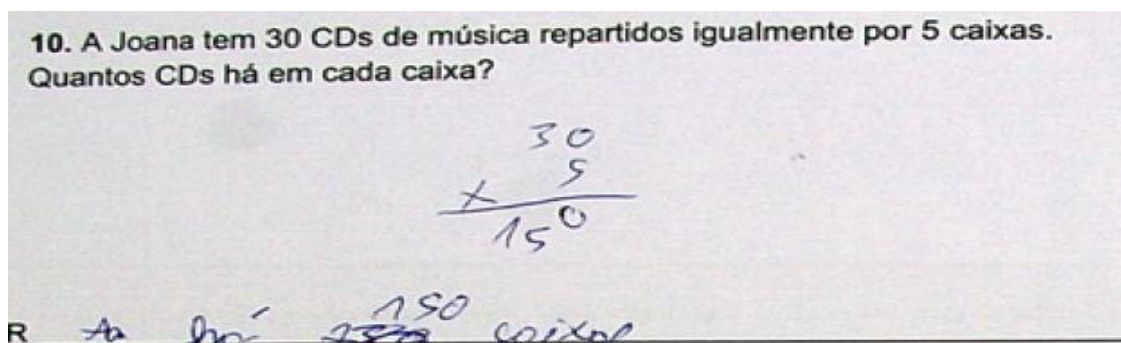 10. A Joana tem 30 CDs de música repartidos igualmente por 5 caixas.
Quantos CDs há em cada caixa?
30
x 5
150
150
R há caixas